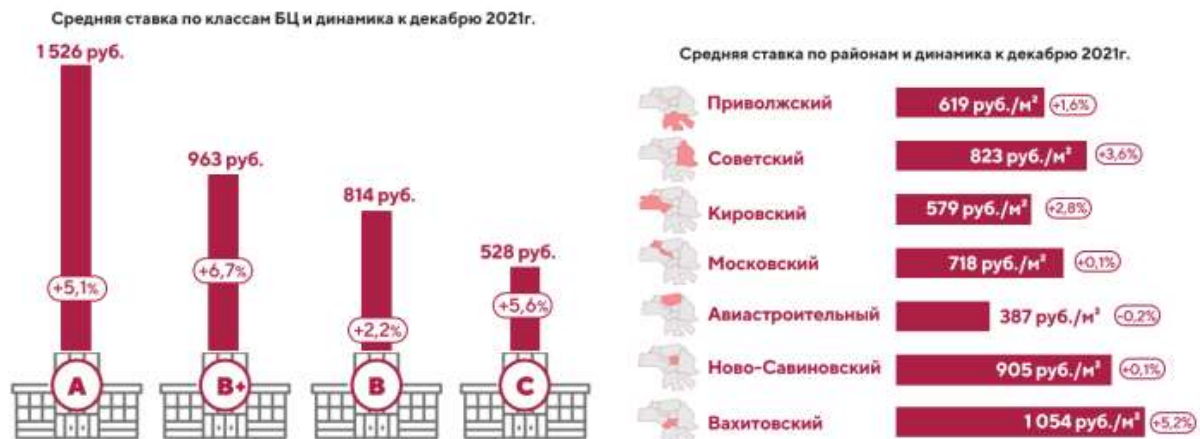 Средняя ставка по классам БЦ и динамика к декабрю 2021г.
1 526 руб.
963 руб.
814 руб.
528 руб.
+5,1%
+6,7%
+2,2%
+5,6%
A
B+
B
C
Средняя ставка по районам и динамика к декабрю 2021г.
Приволжский 619 руб./м² +1,6%
Советский 823 руб./м² +3,6%
Кировский 579 руб./м² +2,8%
Московский 718 руб./м² +0,1%
Авиастроительный 387 руб./м² -0,2%
Ново-Савиновский 905 руб./м² +0,1%
Вахитовский 1 054 руб./м² +5,2%